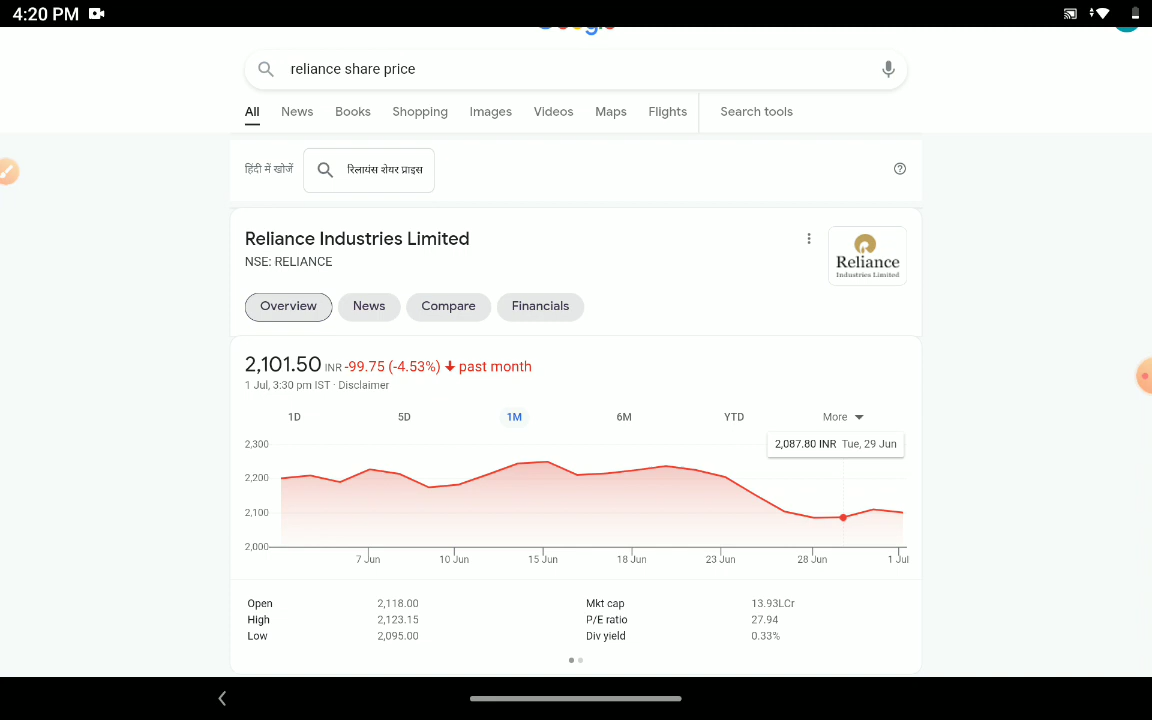 4:20 PM
reliance share price
All News Books Shopping Images Videos Maps Flights Search tools
हिंदी में खोजें रिलायंस शेयर प्राइस
Reliance Industries Limited
NSE: RELIANCE
Reliance
Industries Limited
Overview News Compare Financials
2,101.50 INR -99.75 (-4.53%) ↓ past month
1 Jul, 3:30 pm IST · Disclaimer
1D 5D 1M 6M YTD More
2,087.80 INR Tue, 29 Jun
2,300
2,200
2,100
2,000
7 Jun 10 Jun 15 Jun 18 Jun 23 Jun 28 Jun 1 Jul
Open 2,118.00 Mkt cap 13.93LCr
High 2,123.15 P/E ratio 27.94
Low 2,095.00 Div yield 0.33%